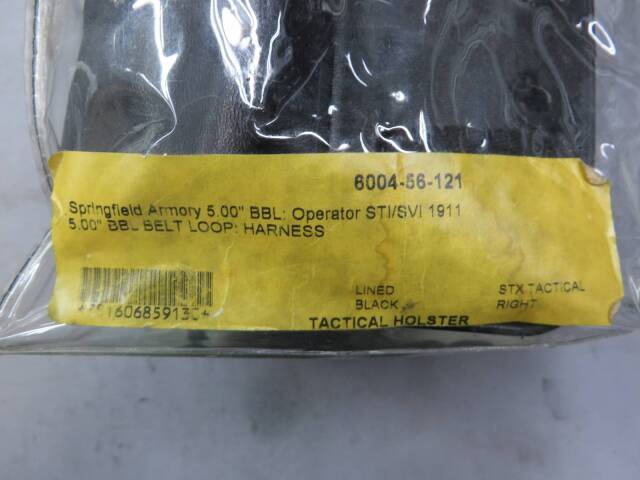 6004-56-121
Springfield Armory 5.00" BBL: Operator STI/SVI 1911
5.00" BBL BELT LOOP: HARNESS
LINED STX TACTICAL
BLACK RIGHT
TACTICAL HOLSTER